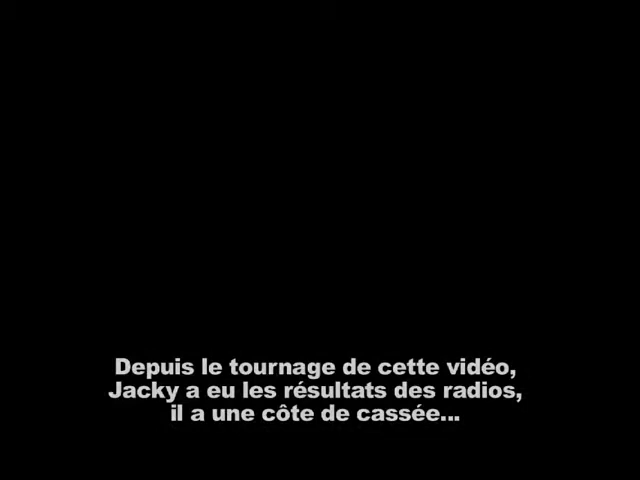 Depuis le tournage de cette vidéo,
Jacky a eu les résultats des radios,
il a une côte de cassée...